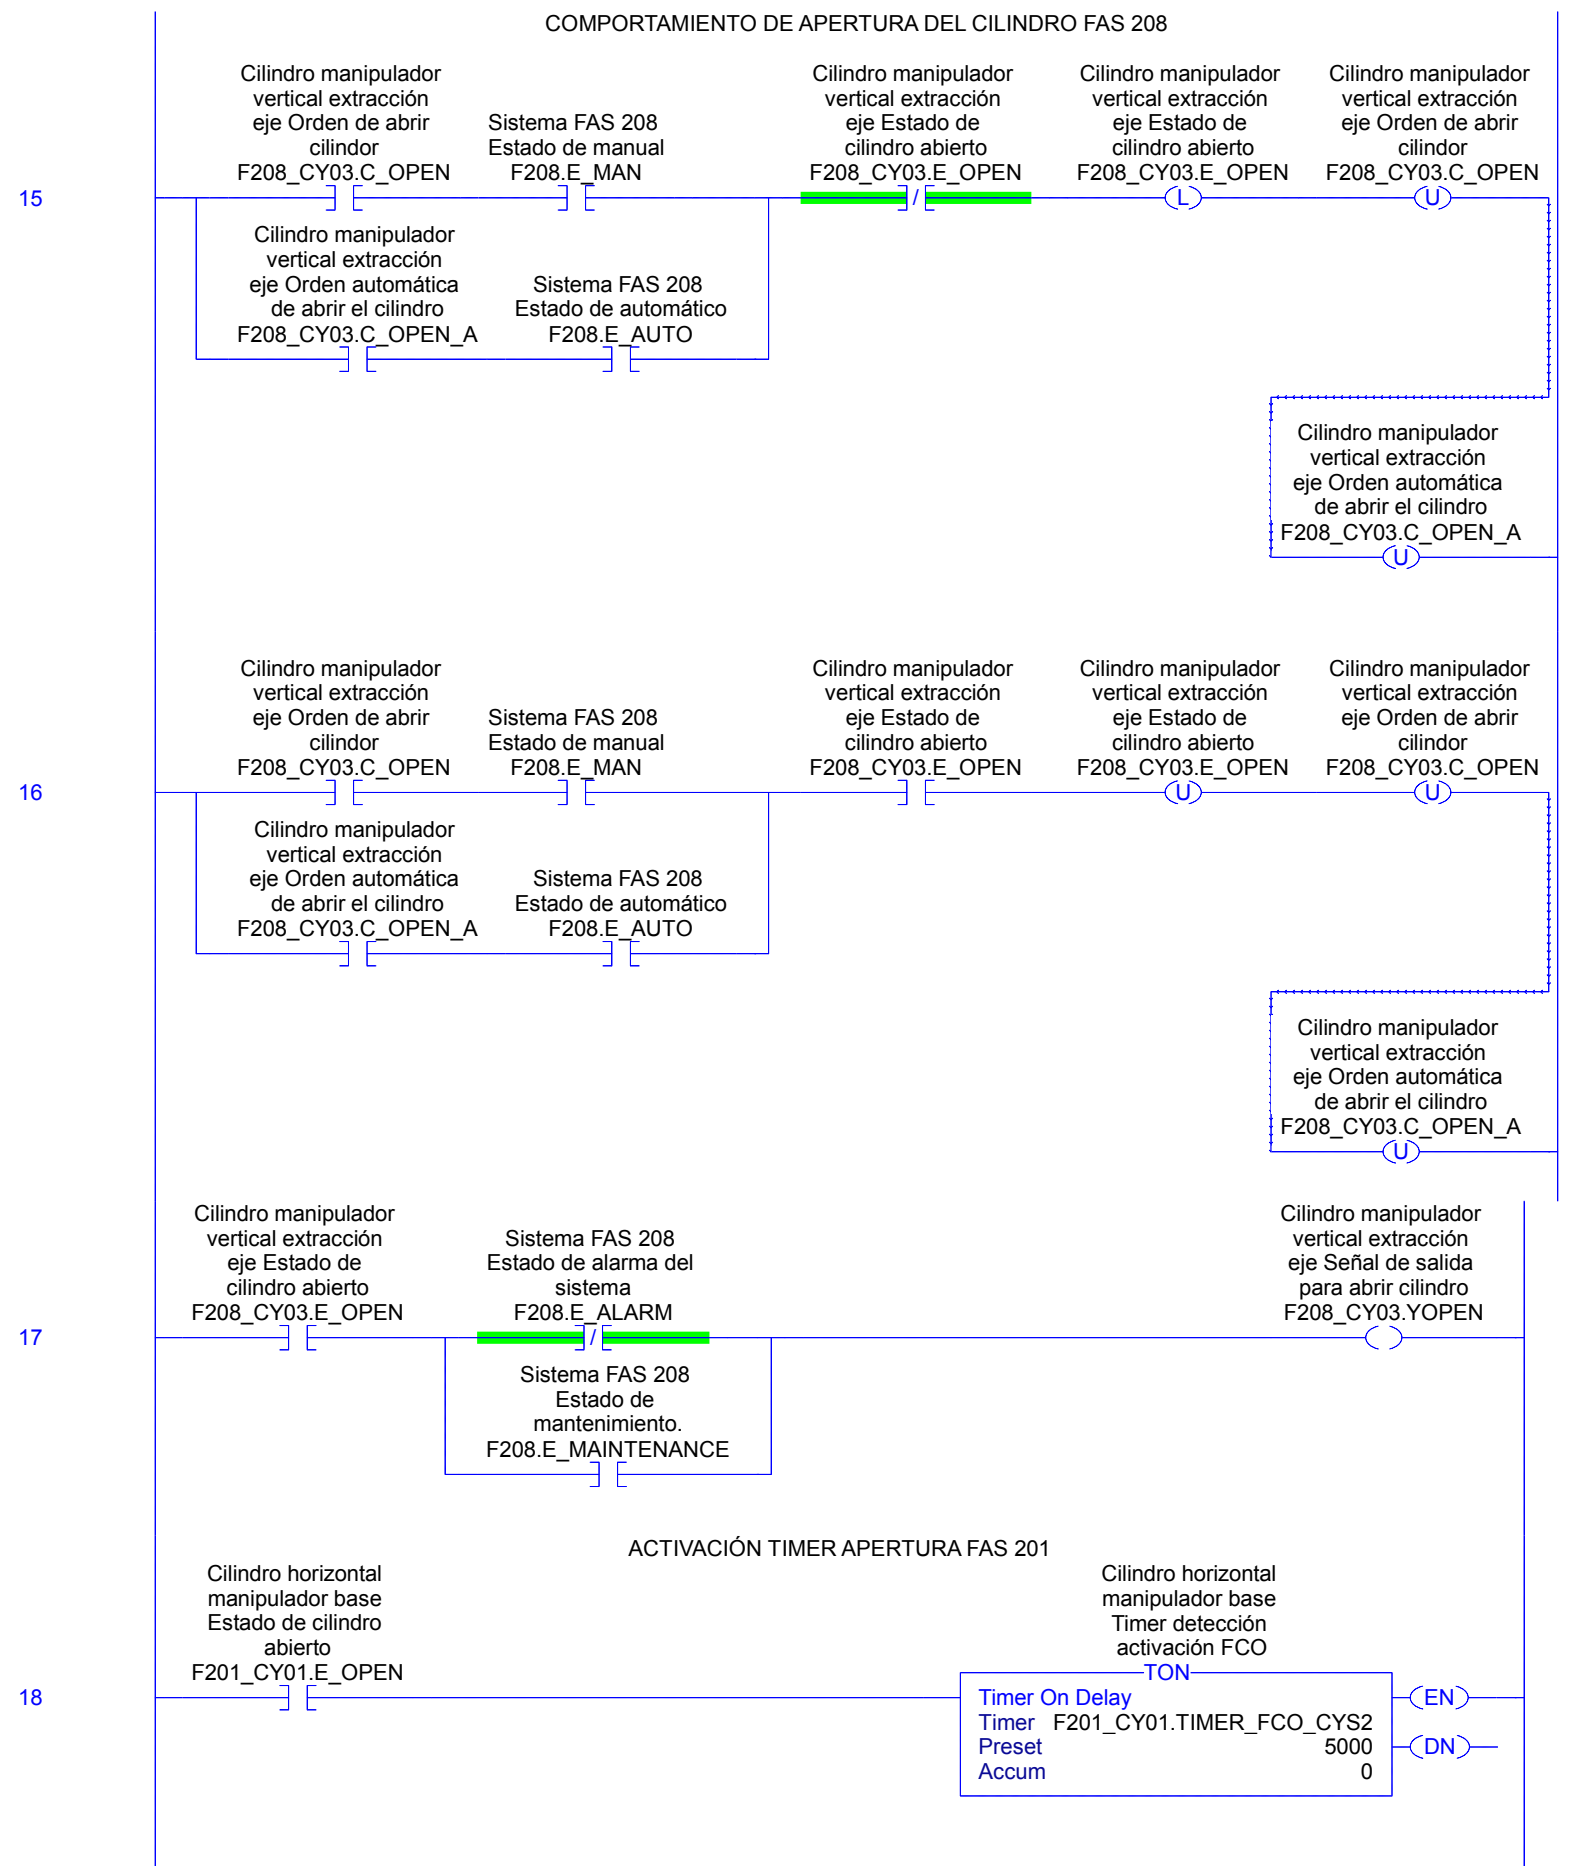 COMPORTAMIENTO DE APERTURA DEL CILINDRO FAS 208
15
Cilindro manipulador
vertical extracción
eje Orden de abrir
cilindor
F208_CY03.C_OPEN
Sistema FAS 208
Estado de manual
F208.E_MAN
Cilindro manipulador
vertical extracción
eje Estado de
cilindro abierto
F208_CY03.E_OPEN
/
Cilindro manipulador
vertical extracción
eje Estado de
cilindro abierto
F208_CY03.E_OPEN
L
Cilindro manipulador
vertical extracción
eje Orden de abrir
cilindor
F208_CY03.C_OPEN
U
Cilindro manipulador
vertical extracción
eje Orden automática
de abrir el cilindro
F208_CY03.C_OPEN_A
Sistema FAS 208
Estado de automático
F208.E_AUTO
Cilindro manipulador
vertical extracción
eje Orden automática
de abrir el cilindro
F208_CY03.C_OPEN_A
U
16
Cilindro manipulador
vertical extracción
eje Orden de abrir
cilindor
F208_CY03.C_OPEN
Sistema FAS 208
Estado de manual
F208.E_MAN
Cilindro manipulador
vertical extracción
eje Estado de
cilindro abierto
F208_CY03.E_OPEN
Cilindro manipulador
vertical extracción
eje Estado de
cilindro abierto
F208_CY03.E_OPEN
U
Cilindro manipulador
vertical extracción
eje Orden de abrir
cilindor
F208_CY03.C_OPEN
U
Cilindro manipulador
vertical extracción
eje Orden automática
de abrir el cilindro
F208_CY03.C_OPEN_A
Sistema FAS 208
Estado de automático
F208.E_AUTO
Cilindro manipulador
vertical extracción
eje Orden automática
de abrir el cilindro
F208_CY03.C_OPEN_A
U
17
Cilindro manipulador
vertical extracción
eje Estado de
cilindro abierto
F208_CY03.E_OPEN
Sistema FAS 208
Estado de alarma del
sistema
F208.E_ALARM
/
Cilindro manipulador
vertical extracción
eje Señal de salida
para abrir cilindro
F208_CY03.YOPEN
Sistema FAS 208
Estado de
mantenimiento.
F208.E_MAINTENANCE
ACTIVACIÓN TIMER APERTURA FAS 201
18
Cilindro horizontal
manipulador base
Estado de cilindro
abierto
F201_CY01.E_OPEN
Cilindro horizontal
manipulador base
Timer detección
activación FCO
TON
Timer On Delay
Timer F201_CY01.TIMER_FCO_CYS2
Preset 5000
Accum 0
EN
DN